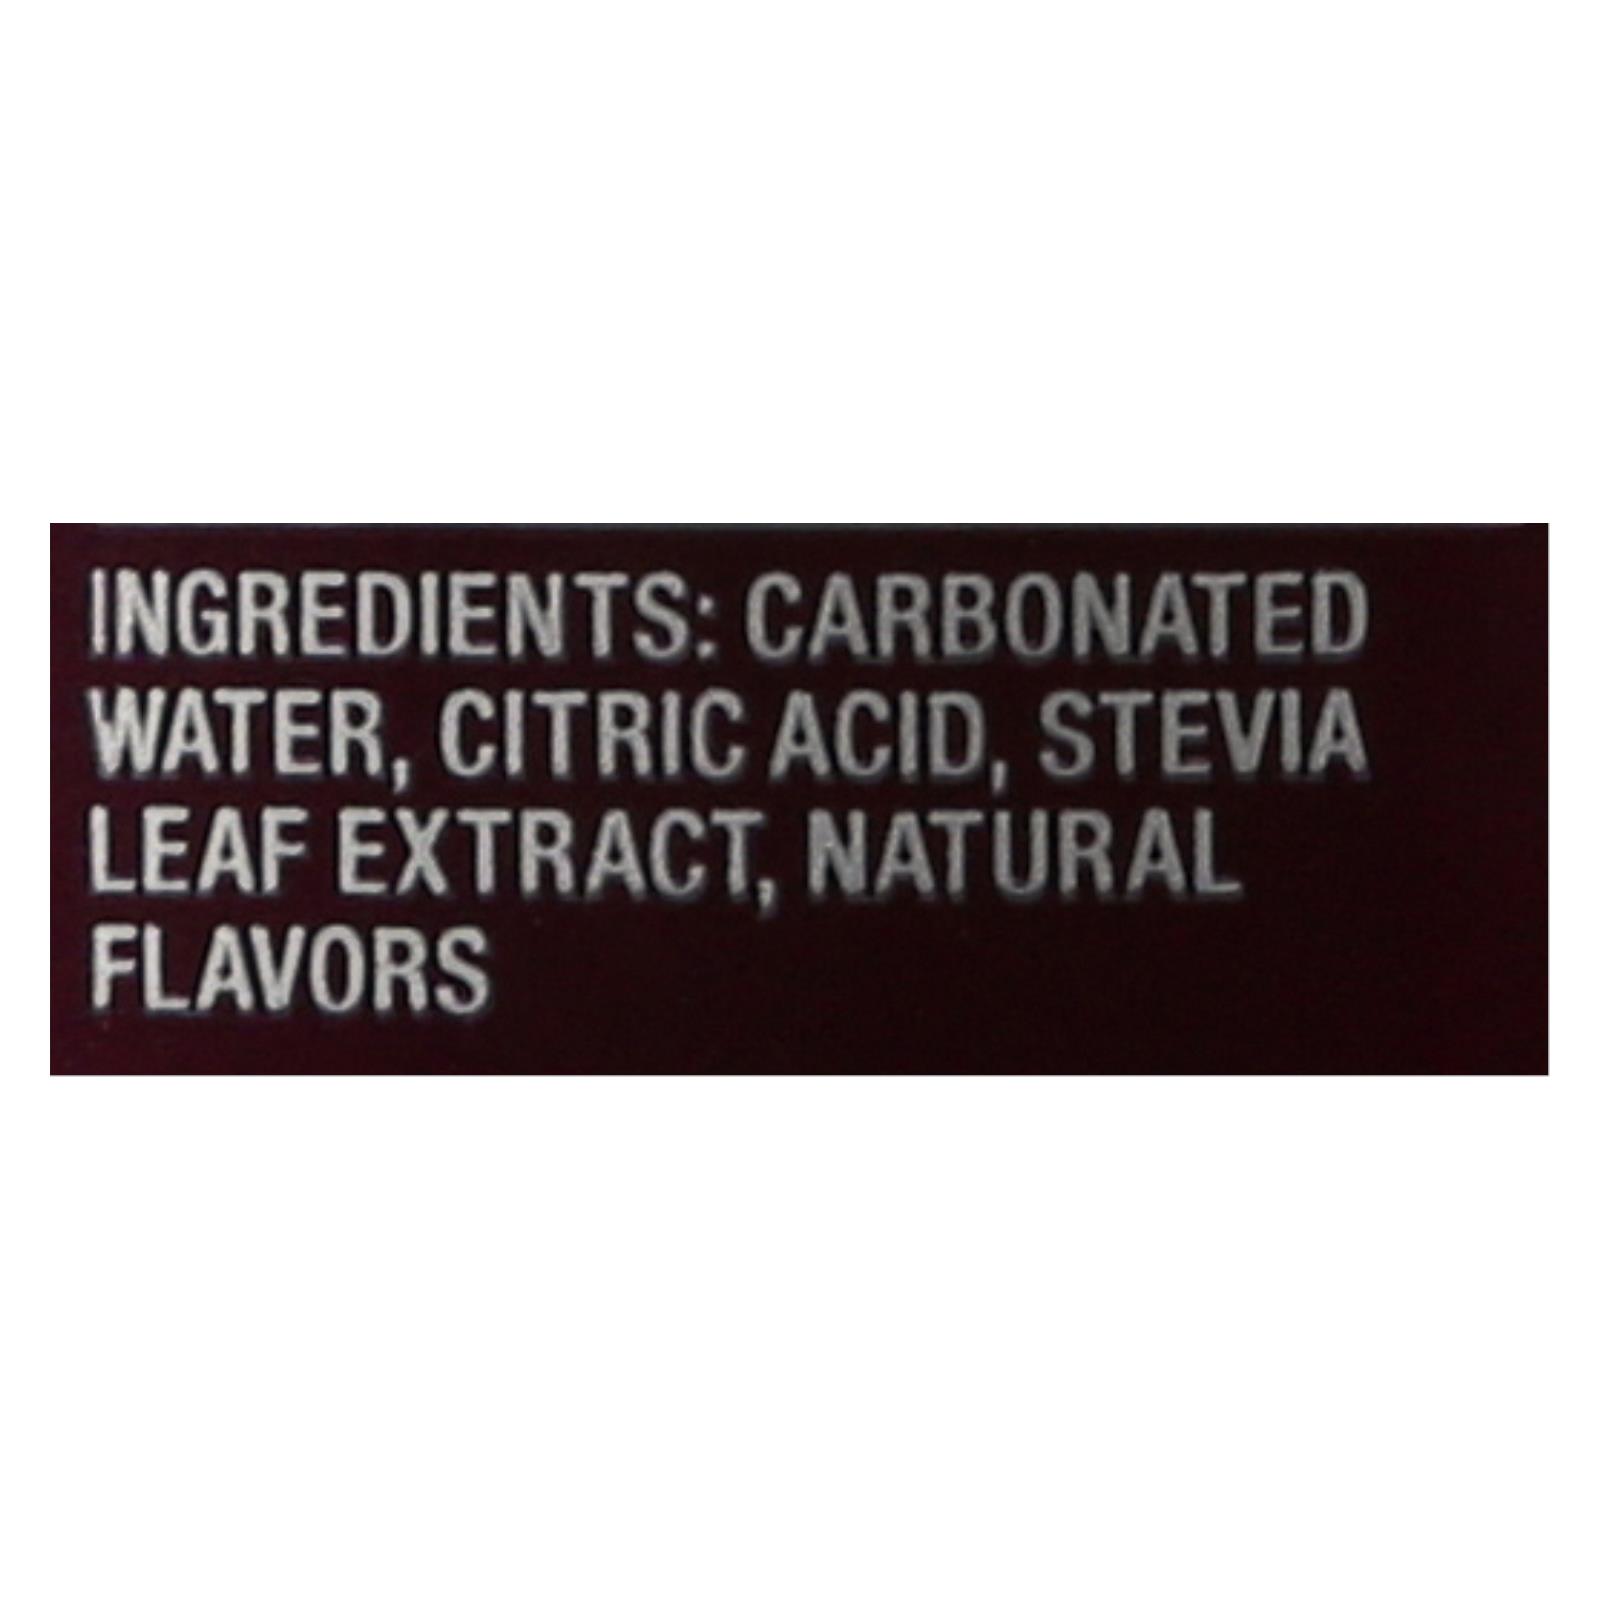 INGREDIENTS: CARBONATED
WATER, CITRIC ACID, STEVIA
LEAF EXTRACT, NATURAL
FLAVORS